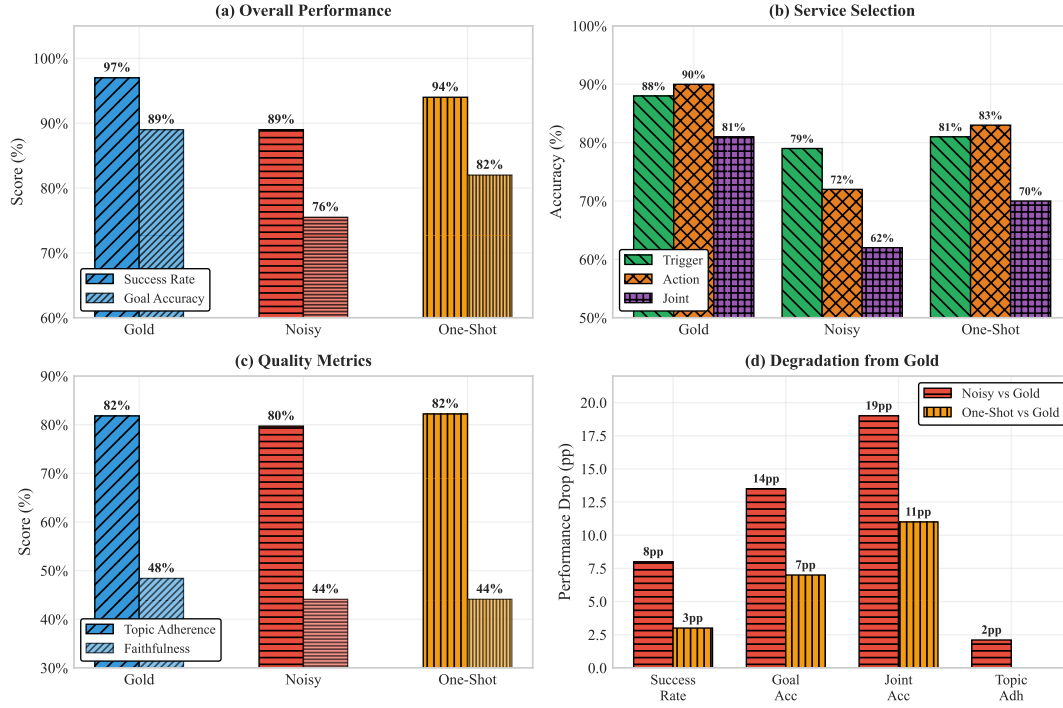 (a) Overall Performance
Score (%)
100%
90%
80%
70%
60%
97%
89%
89%
76%
94%
82%
Success Rate
Goal Accuracy
Gold
Noisy
One-Shot
(b) Service Selection
Accuracy (%)
100%
90%
80%
70%
60%
50%
88%
90%
81%
79%
72%
62%
81%
83%
70%
Trigger
Action
Joint
Gold
Noisy
One-Shot
(c) Quality Metrics
Score (%)
90%
80%
70%
60%
50%
40%
30%
82%
48%
80%
44%
82%
44%
Topic Adherence
Faithfulness
Gold
Noisy
One-Shot
(d) Degradation from Gold
Performance Drop (pp)
20.0
17.5
15.0
12.5
10.0
7.5
5.0
2.5
0.0
8pp
3pp
14pp
7pp
19pp
11pp
2pp
Noisy vs Gold
One-Shot vs Gold
Success
Rate
Goal
Acc
Joint
Acc
Topic
Adh